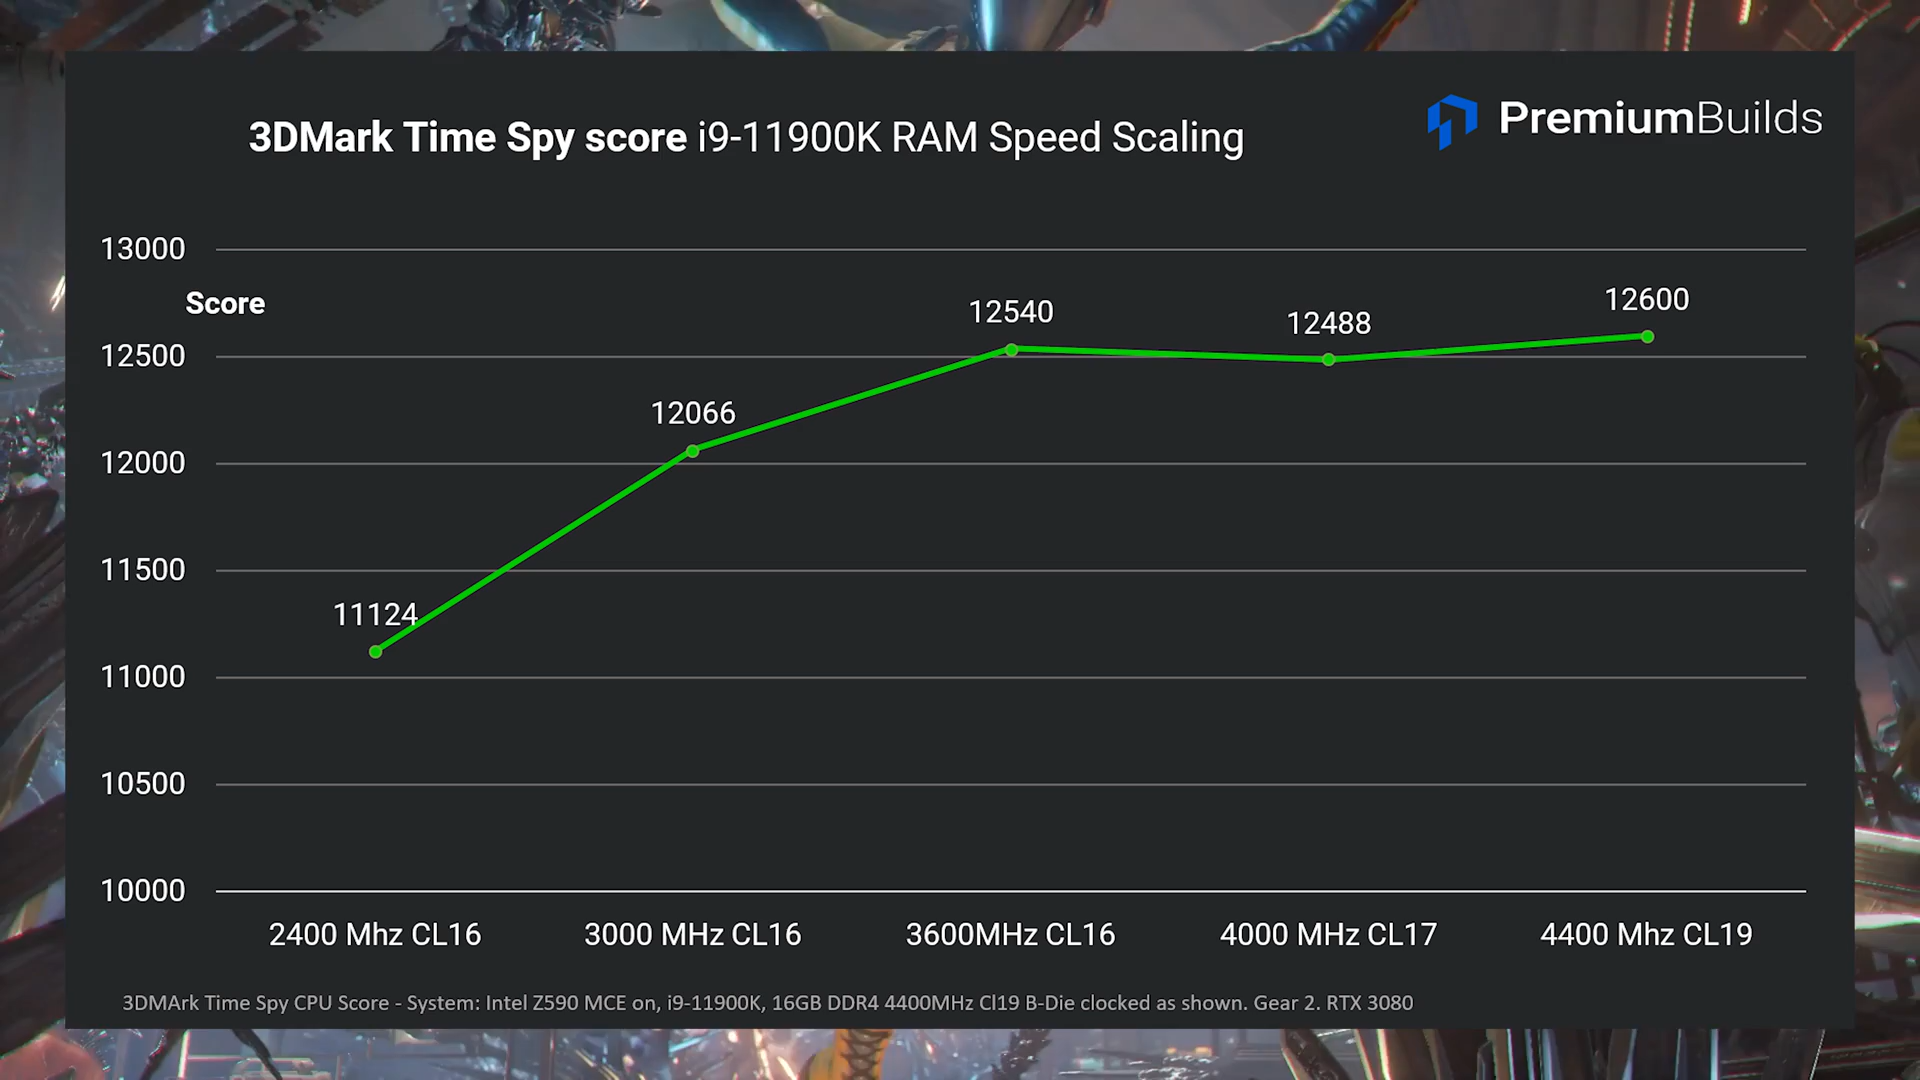 3DMark Time Spy score i9-11900K RAM Speed Scaling
PremiumBuilds
13000
Score
12500
12000
11500
11000
10500
10000
11124
12066
12540
12488
12600
2400 Mhz CL16
3000 MHz CL16
3600MHz CL16
4000 MHz CL17
4400 Mhz CL19
3DMArk Time Spy CPU Score - System: Intel Z590 MCE on, i9-11900K, 16GB DDR4 4400MHz Cl19 B-Die clocked as shown. Gear 2. RTX 3080